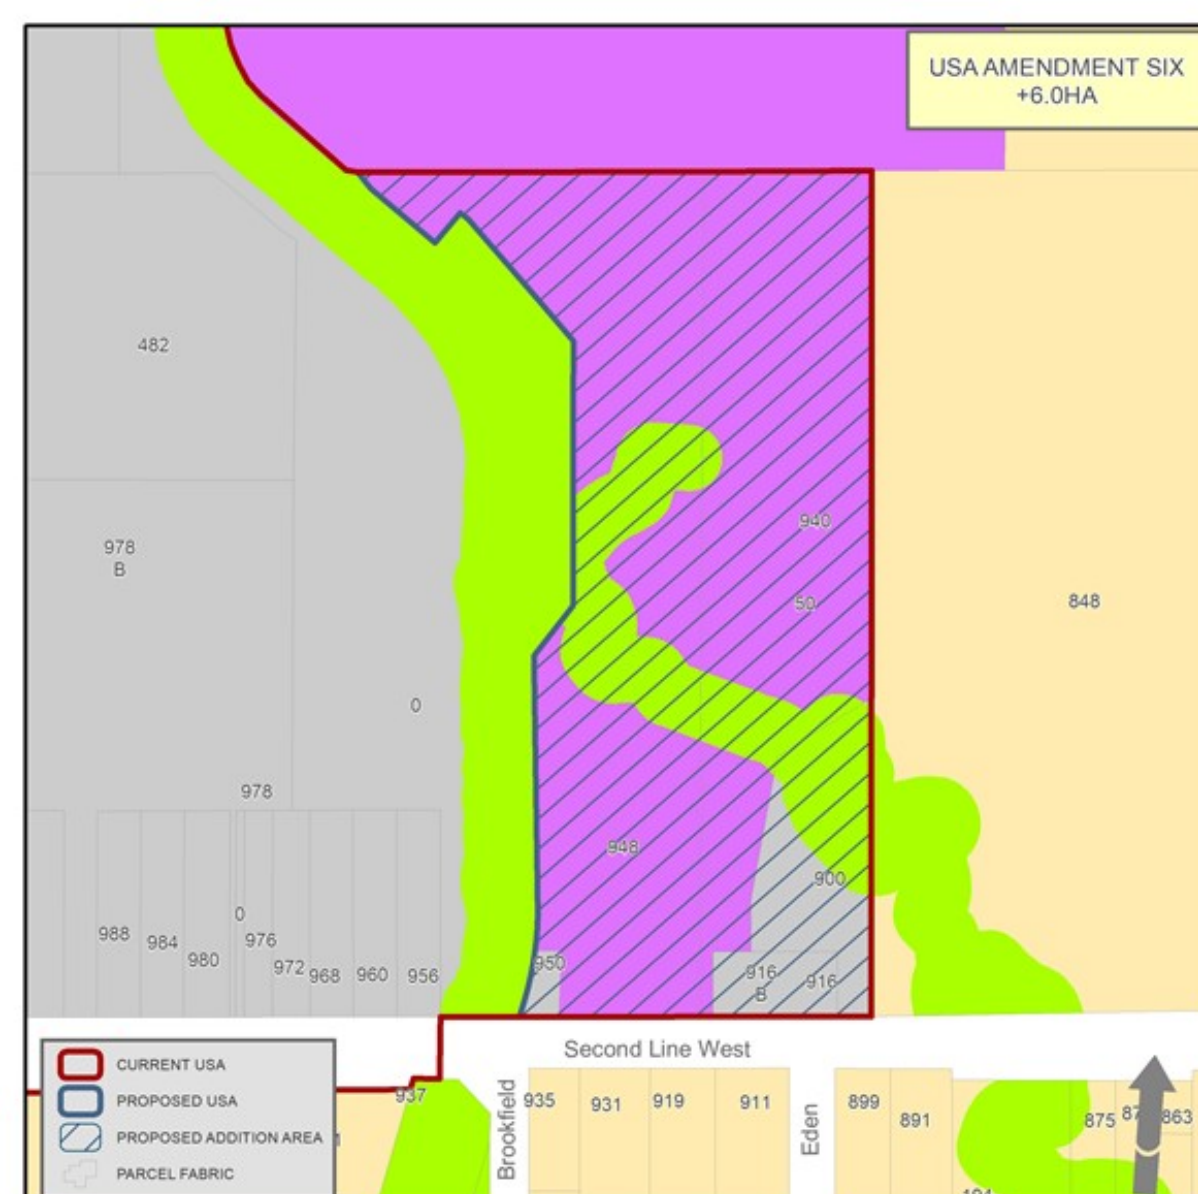 USA AMENDMENT SIX
+6.0HA
482
940
978
B
50
848
0
978
948
900
988
984
980
0
976
972
968
960
956
950
916
B
916
Second Line West
CURRENT USA
PROPOSED USA
PROPOSED ADDITION AREA
PARCEL FABRIC
937
Brookfield
935
931
919
911
Eden
899
891
875
863